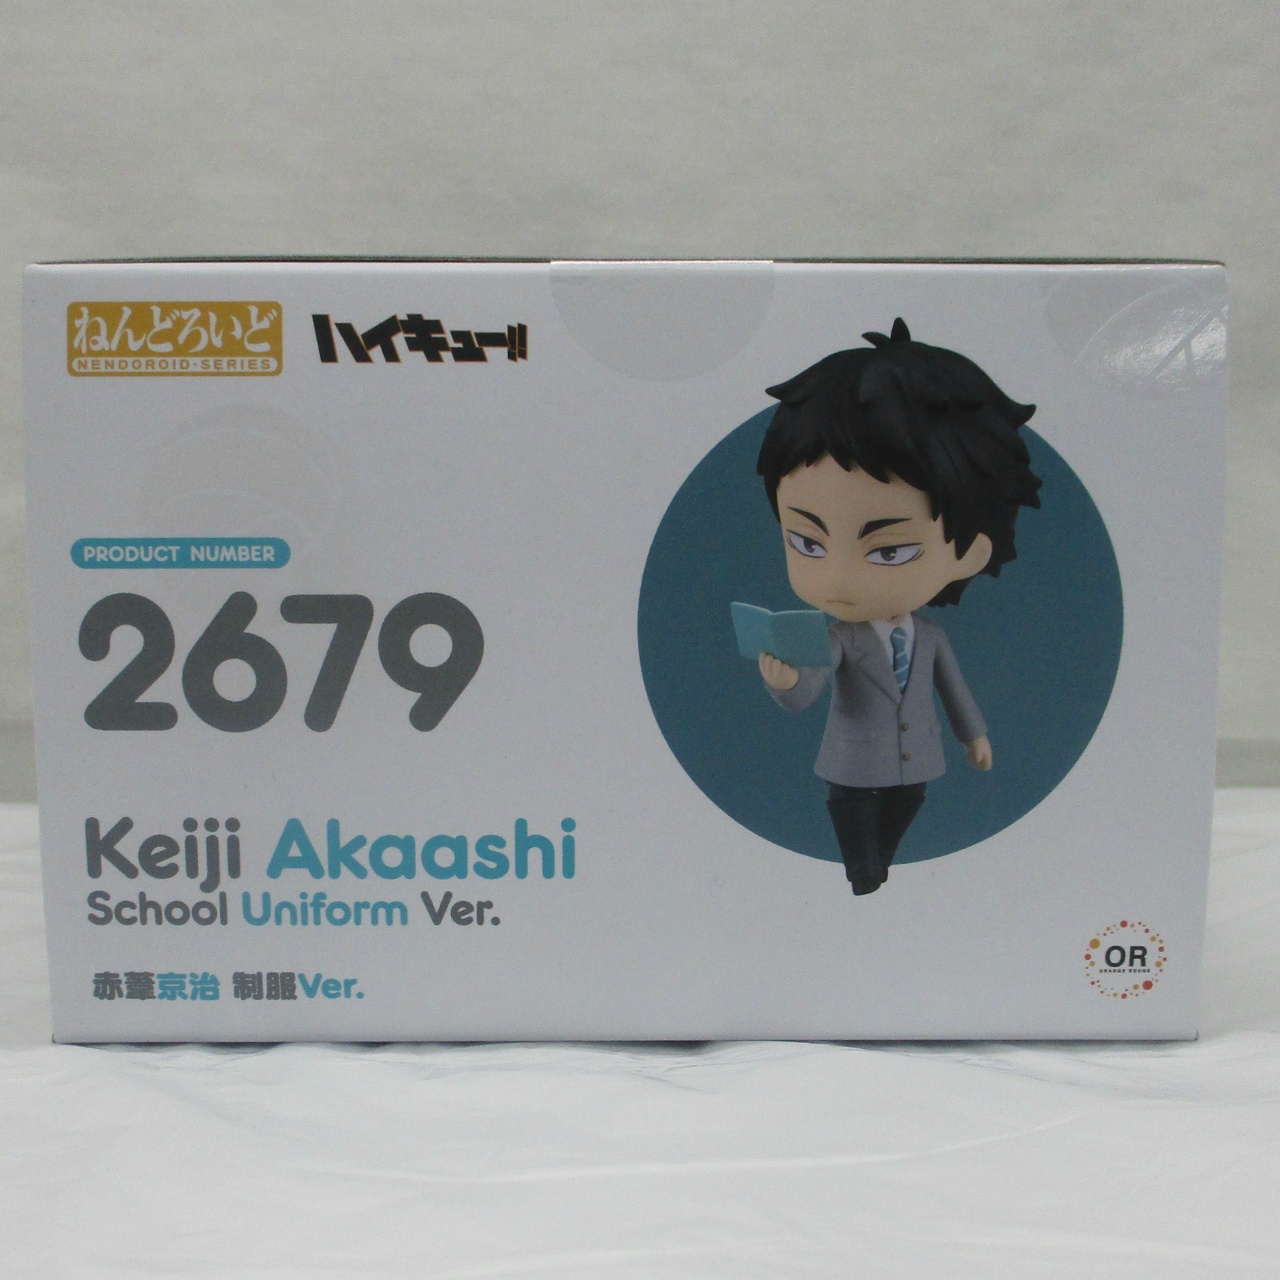 ねんどろいど
NENDOROID·SERIES
ハイキュー!!
PRODUCT NUMBER
2679
Keiji Akaashi
School Uniform Ver.
赤葦京治 制服Ver.
OR
ORANGE ROUGE